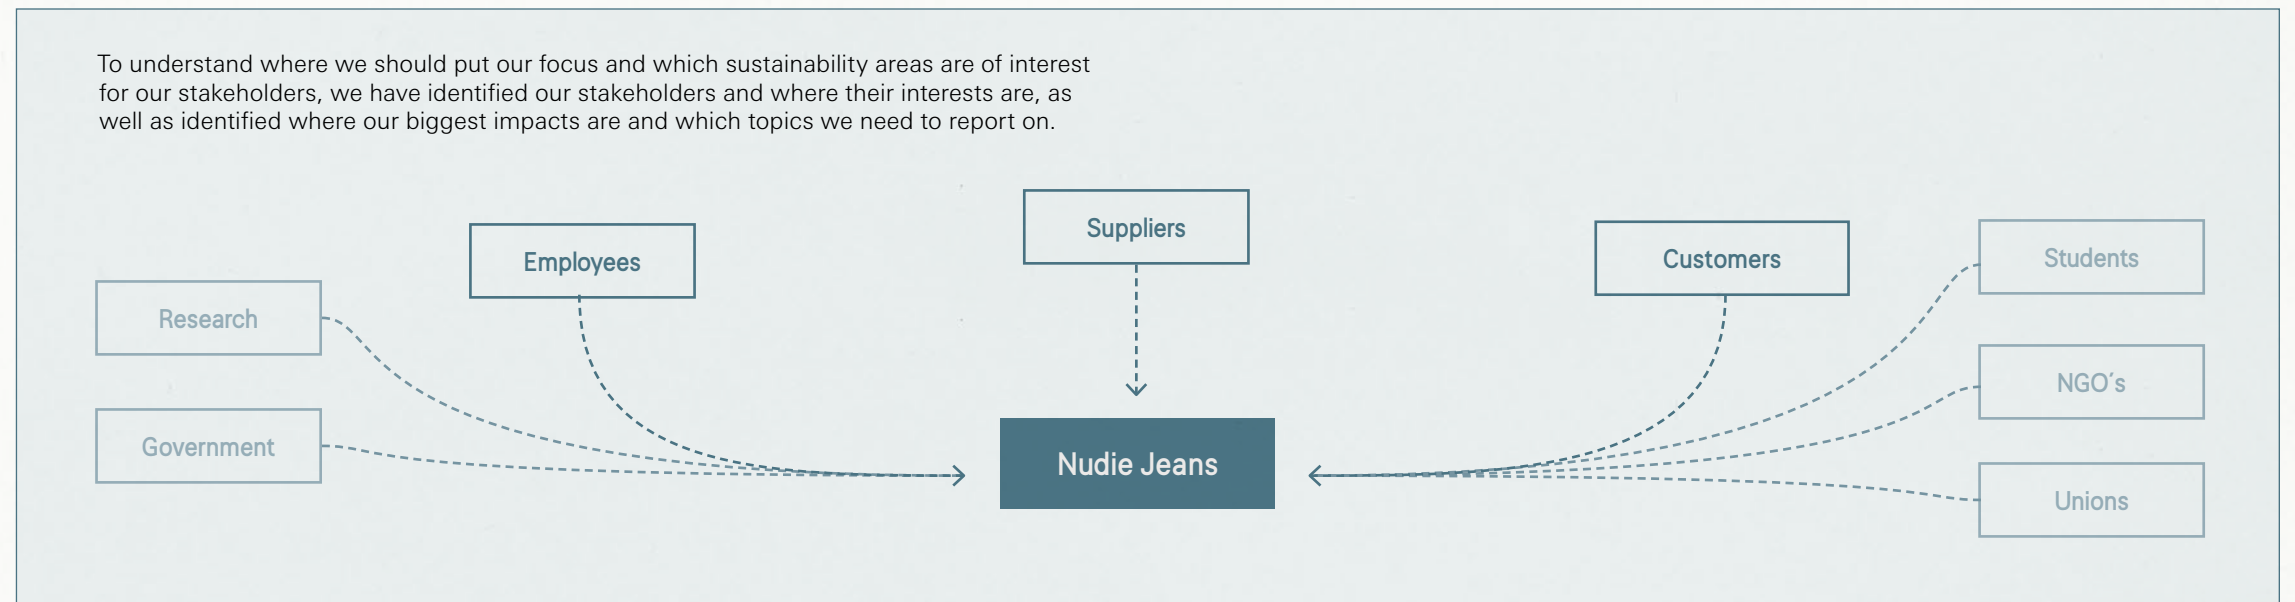 To understand where we should put our focus and which sustainability areas are of interest
for our stakeholders, we have identified our stakeholders and where their interests are, as
well as identified where our biggest impacts are and which topics we need to report on.
Suppliers
Employees
Customers
Students
Research
NGO´s
Government
Nudie Jeans
Unions